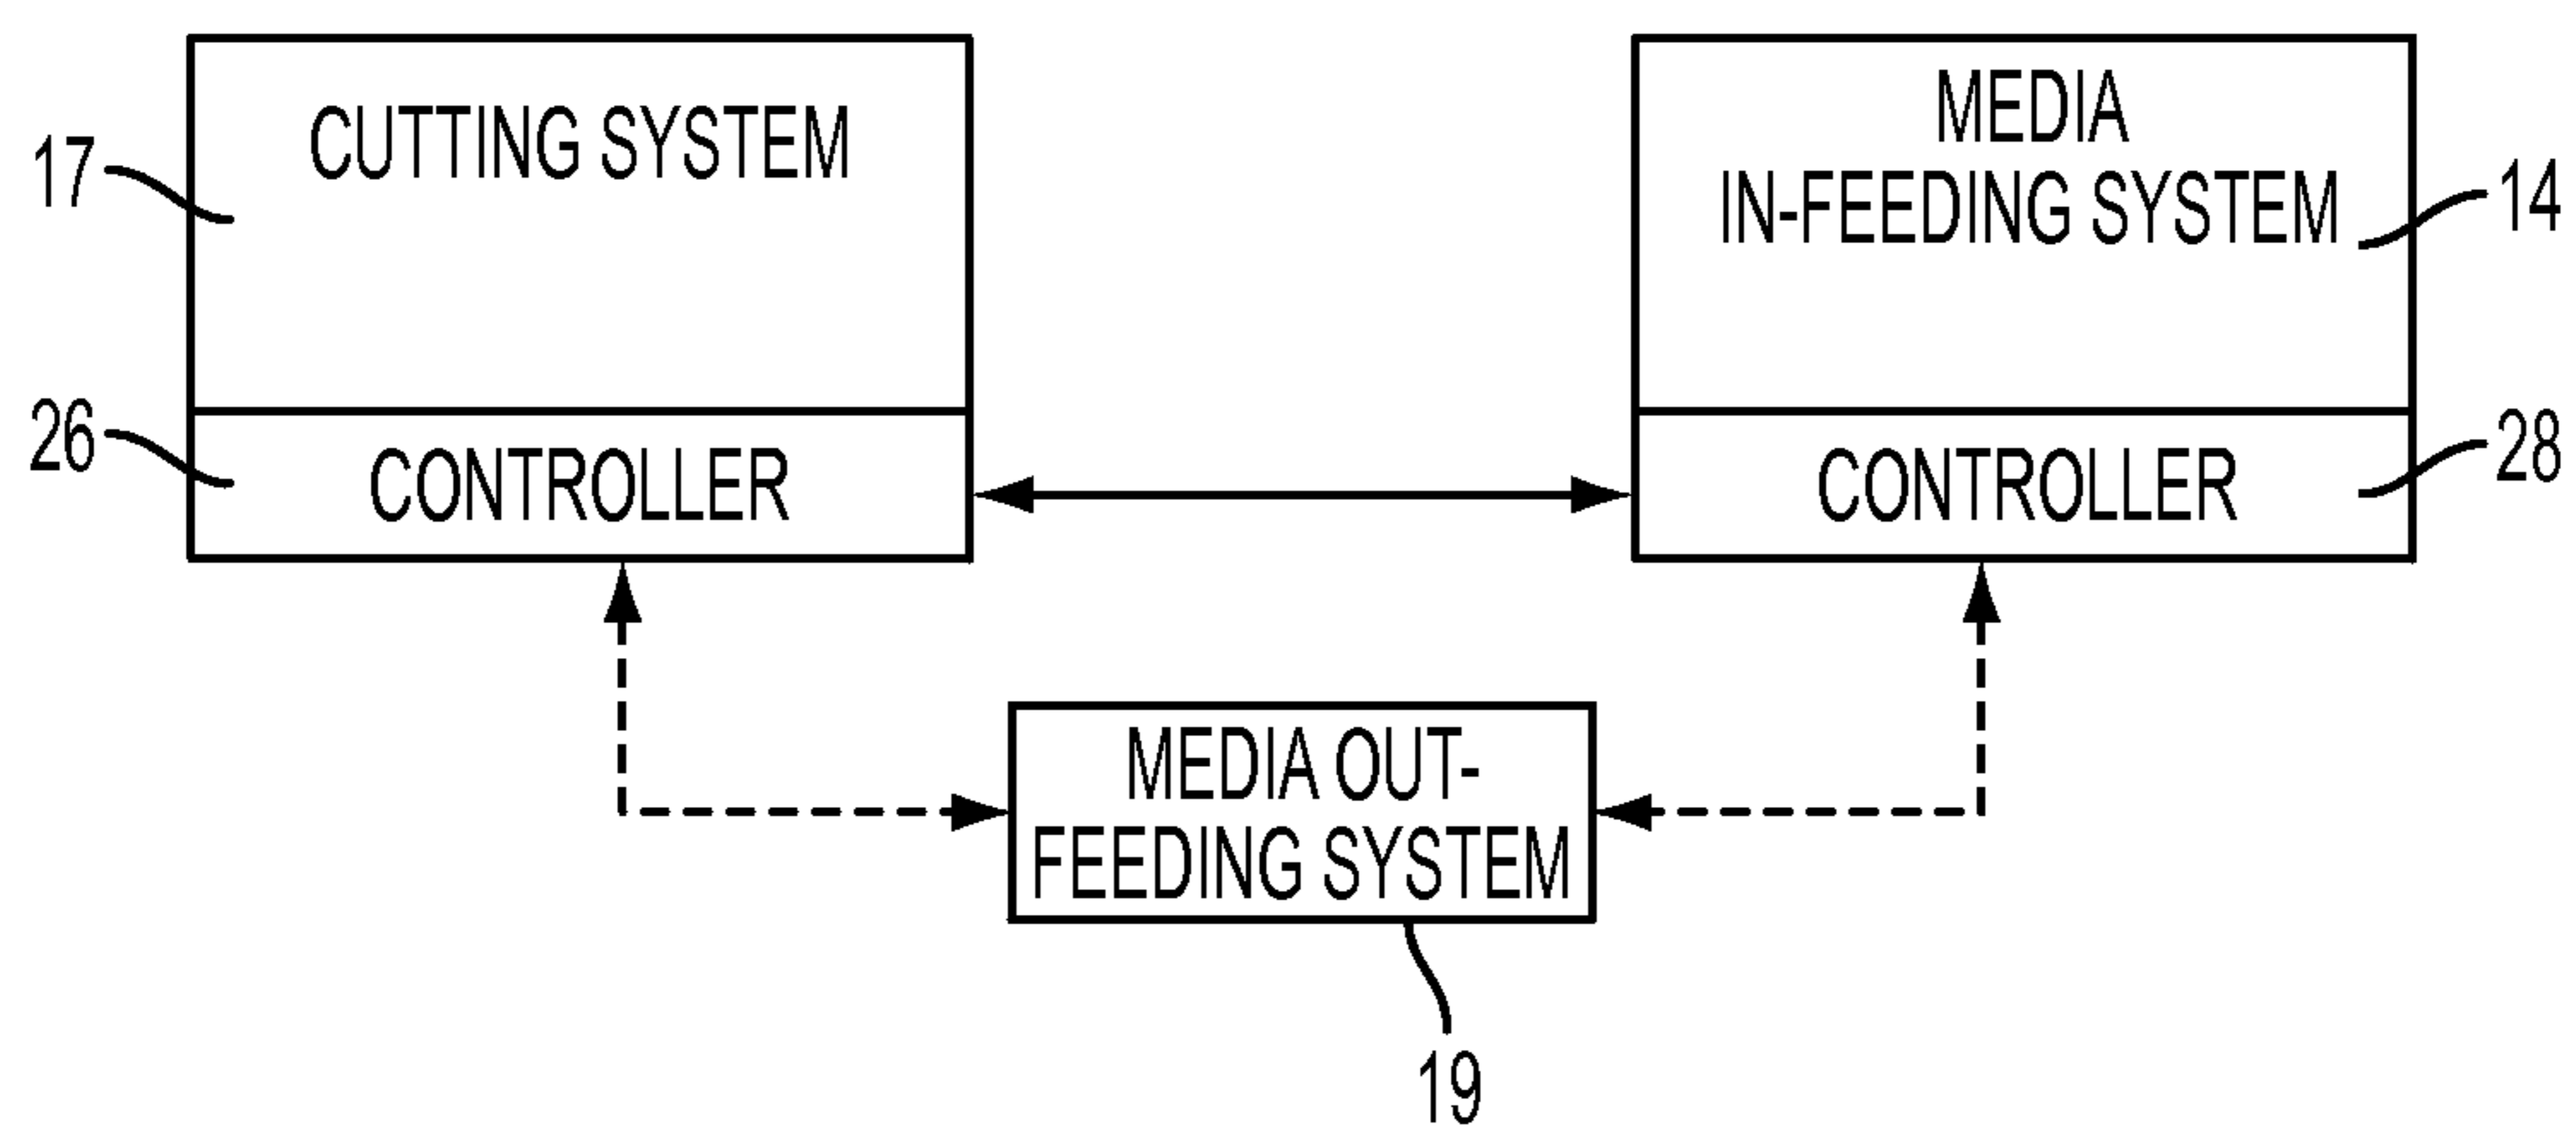 CUTTING SYSTEM
17
26
CONTROLLER
MEDIA
IN-FEEDING SYSTEM
14
CONTROLLER
28
MEDIA OUT-
FEEDING SYSTEM
19